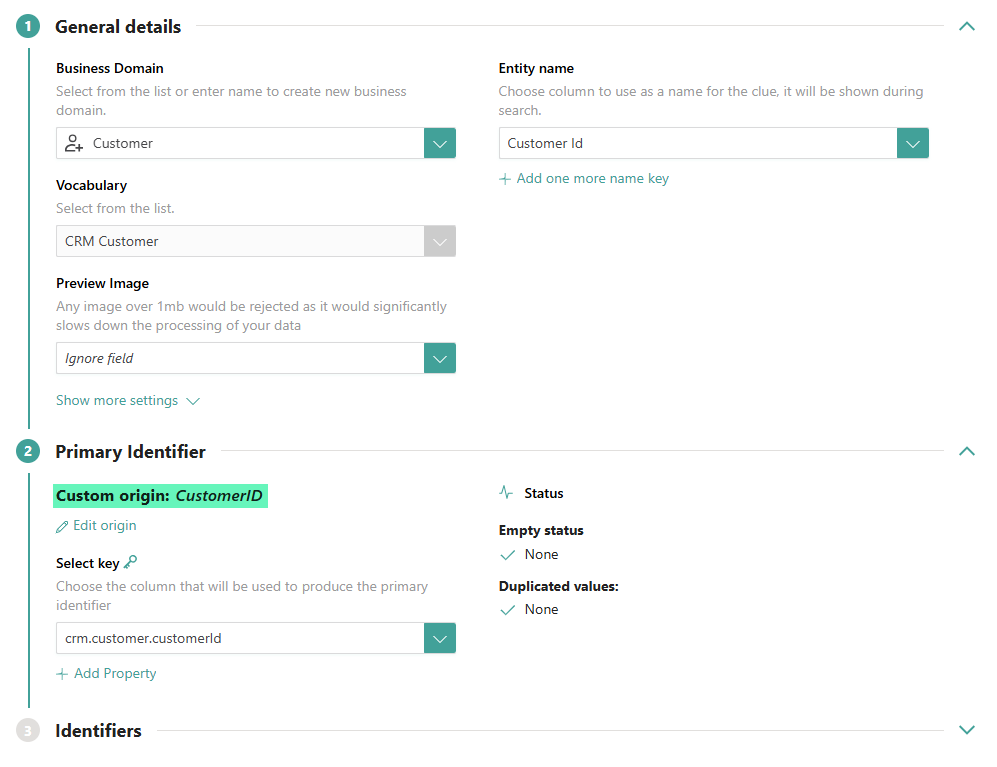 1 General details
Business Domain
Select from the list or enter name to create new business
domain.
Customer
Vocabulary
Select from the list.
CRM Customer
Preview Image
Any image over 1mb would be rejected as it would significantly
slows down the processing of your data
Ignore field
Show more settings
Entity name
Choose column to use as a name for the clue, it will be shown during
search.
Customer Id
Add one more name key
2 Primary Identifier
Custom origin: CustomerID
Edit origin
Select key
Choose the column that will be used to produce the primary
identifier
crm.customer.customerId
Add Property
Status
Empty status
None
Duplicated values:
None
3 Identifiers